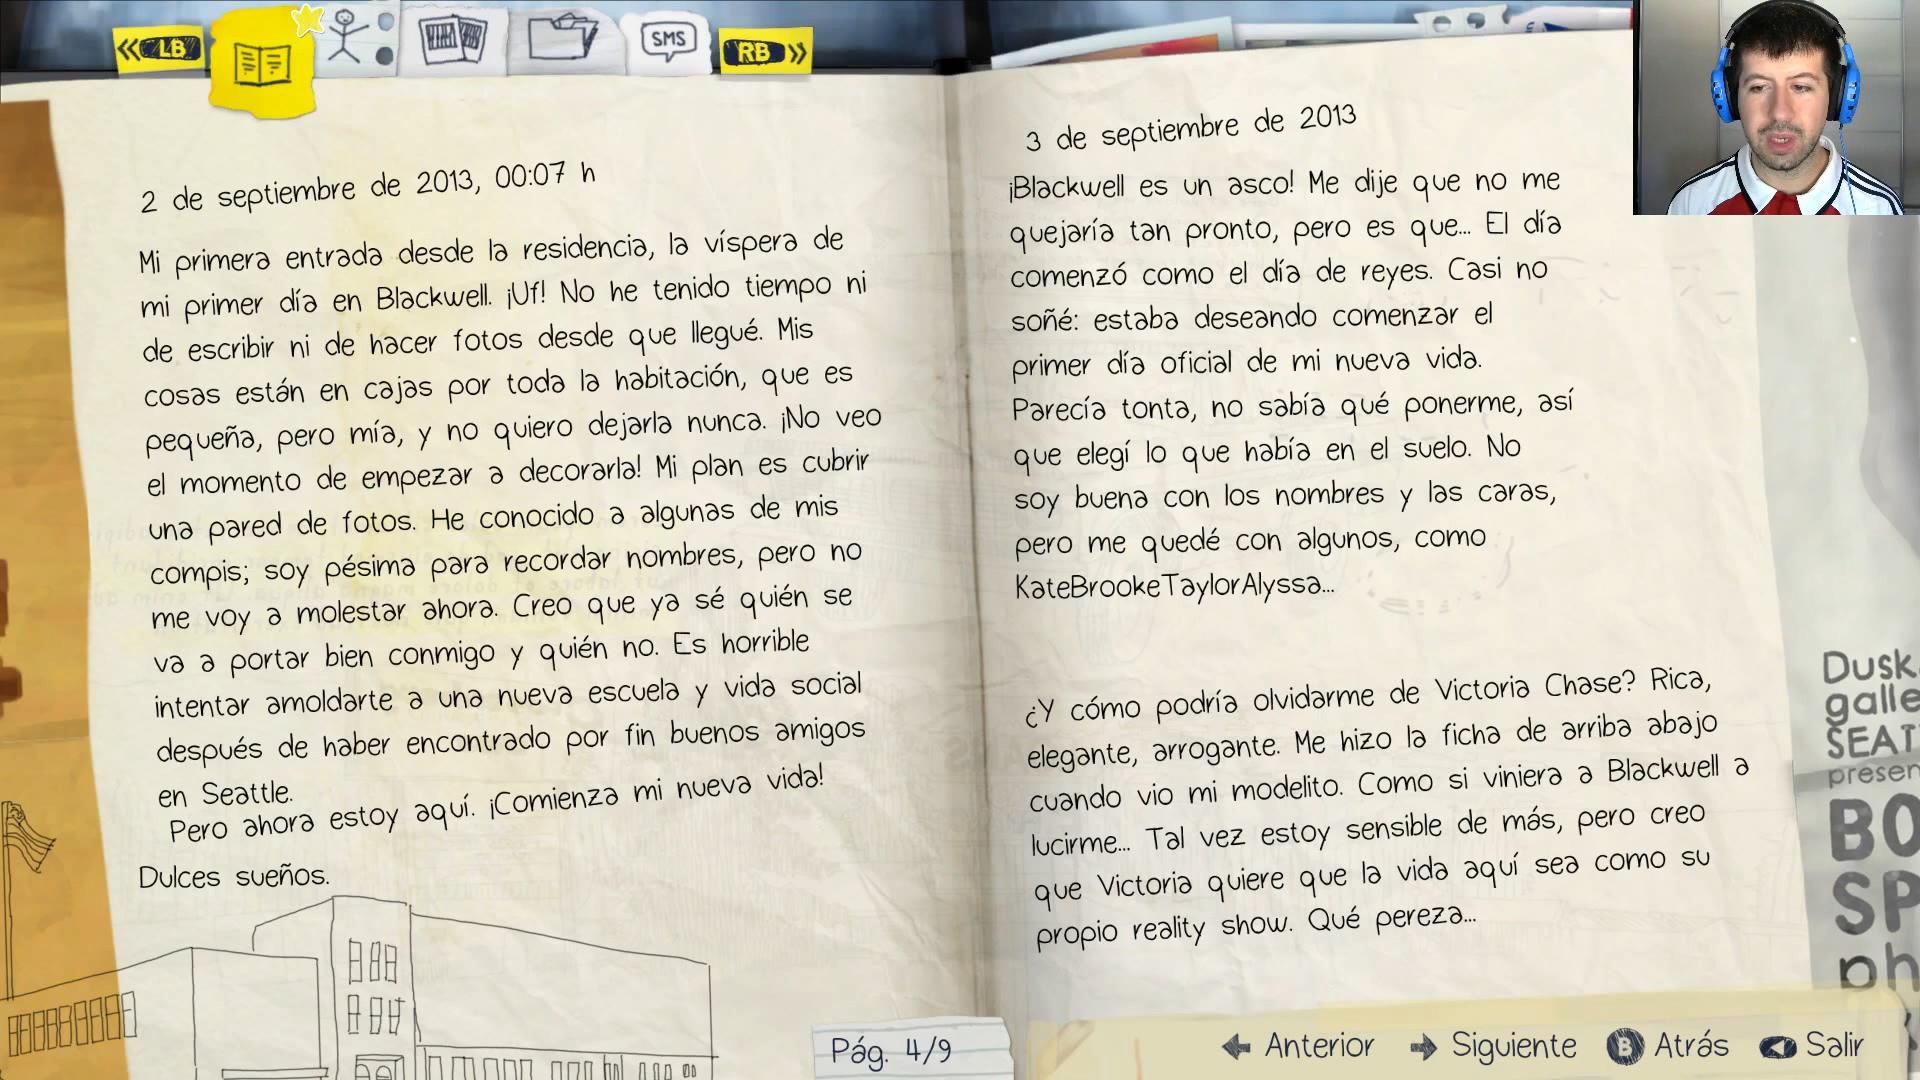 LB
SMS
RB
2 de septiembre de 2013, 00:07 h
Mi primera entrada desde la residencia, la víspera de
mi primer día en Blackwell. ¡Uf! No he tenido tiempo ni
de escribir ni de hacer fotos desde que llegué. Mis
cosas están en cajas por toda la habitación, que es
pequeña, pero mía, y no quiero dejarla nunca. ¡No veo
el momento de empezar a decorarla! Mi plan es cubrir
una pared de fotos. He conocido a algunas de mis
compis; soy pésima para recordar nombres, pero no
me voy a molestar ahora. Creo que ya sé quién se
va a portar bien conmigo y quién no. Es horrible
intentar amoldarte a una nueva escuela y vida social
después de haber encontrado por fin buenos amigos
en Seattle.
Pero ahora estoy aquí. ¡Comienza mi nueva vida!
Dulces sueños.
3 de septiembre de 2013
¡Blackwell es un asco! Me dije que no me
quejaría tan pronto, pero es que... El día
comenzó como el día de reyes. Casi no
soñé: estaba deseando comenzar el
primer día oficial de mi nueva vida.
Parecía tonta, no sabía qué ponerme, así
que elegí lo que había en el suelo. No
soy buena con los nombres y las caras,
pero me quedé con algunos, como
KateBrookeTaylorAlyssa...
¿Y cómo podría olvidarme de Victoria Chase? Rica,
elegante, arrogante. Me hizo la ficha de arriba abajo
cuando vio mi modelito. Como si viniera a Blackwell a
lucirme... Tal vez estoy sensible de más, pero creo
que Victoria quiere que la vida aquí sea como su
propio reality show. Qué pereza...
Dusk
galle
SEAT
presen
BO
SP
ph
Pág. 4/9
Anterior
Siguiente
B Atrás
Salir